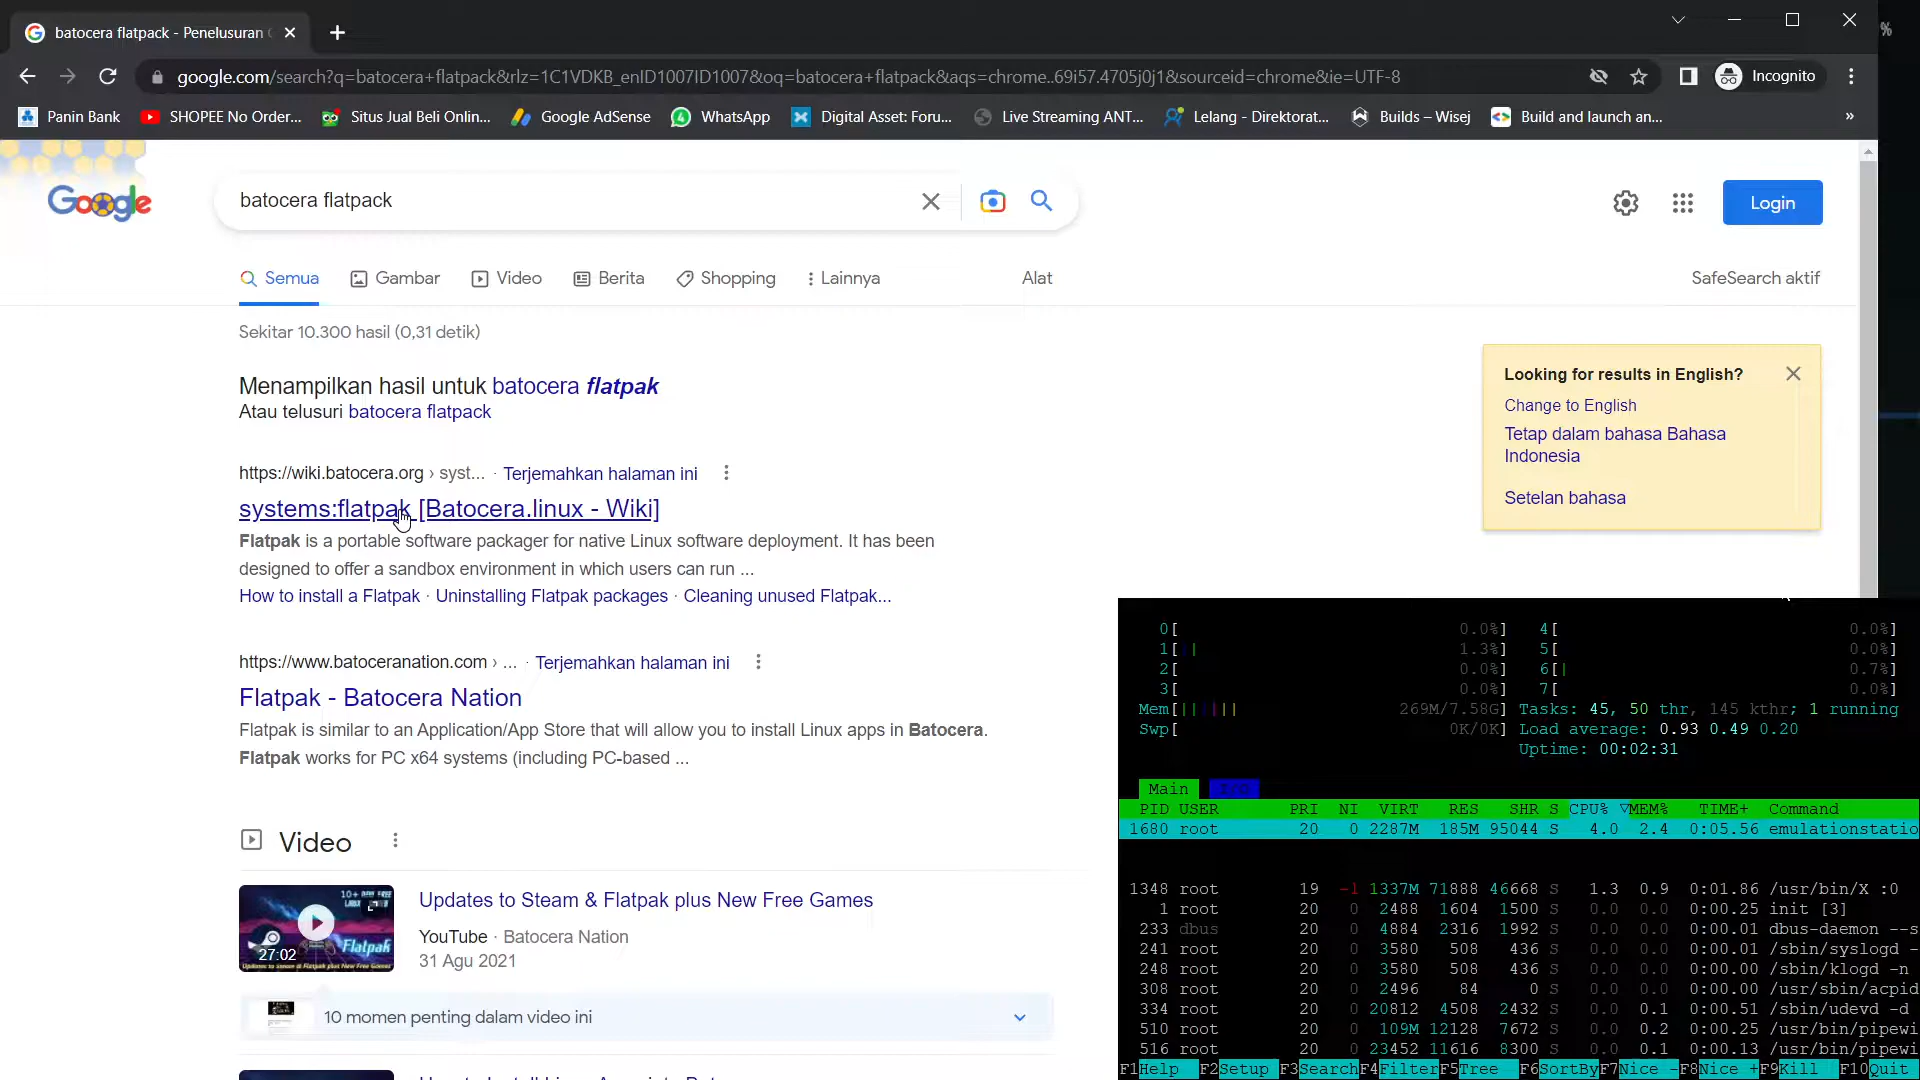 batocera flatpack - Penelusuran
%
google.com/search?q=batocera+flatpack&rlz=1C1VDKB_enID1007ID1007&oq=batocera+flatpack&aqs=chrome..69i57.4705j0j1&sourceid=chrome&ie=UTF-8
Incognito
Panin Bank
SHOPEE No Order...
Situs Jual Beli Onlin...
Google AdSense
WhatsApp
Digital Asset: Foru...
Live Streaming ANT...
Lelang - Direktorat...
Builds – Wisej
Build and launch an...
»
Google
batocera flatpack
Login
Semua
Gambar
Video
Berita
Shopping
Lainnya
Alat
SafeSearch aktif
Sekitar 10.300 hasil (0,31 detik)
Menampilkan hasil untuk batocera flatpak
Atau telusuri batocera flatpack
Looking for results in English?
Change to English
Tetap dalam bahasa Bahasa
Indonesia
Setelan bahasa
https://wiki.batocera.org › syst... · Terjemahkan halaman ini
systems:flatpak [Batocera.linux - Wiki]
Flatpak is a portable software packager for native Linux software deployment. It has been
designed to offer a sandbox environment in which users can run ...
How to install a Flatpak · Uninstalling Flatpak packages · Cleaning unused Flatpak...
https://www.batoceranation.com › ... · Terjemahkan halaman ini
Flatpak - Batocera Nation
Flatpak is similar to an Application/App Store that will allow you to install Linux apps in Batocera.
Flatpak works for PC x64 systems (including PC-based ...
Video
Updates to Steam & Flatpak plus New Free Games
YouTube · Batocera Nation
31 Agu 2021
Flatpak
27:02
10 momen penting dalam video ini
0[ 0.0%] 4[ 0.0%]
1[|| 1.3%] 5[ 0.0%]
2[ 0.0%] 6[| 0.7%]
3[ 0.0%] 7[ 0.0%]
Mem[|||||| 269M/7.58G] Tasks: 45, 50 thr, 145 kthr; 1 running
Swp[ 0K/0K] Load average: 0.93 0.49 0.20
Uptime: 00:02:31
Main I/O
PID USER PRI NI VIRT RES SHR S CPU%▽MEM% TIME+ Command
1680 root 20 0 2287M 185M 95044 S 4.0 2.4 0:05.56 emulationstatio
1348 root 19 -1 1337M 71888 46668 S 1.3 0.9 0:01.86 /usr/bin/X :0
1 root 20 0 2488 1604 1500 S 0.0 0.0 0:00.25 init [3]
233 dbus 20 0 4884 2316 1992 S 0.0 0.0 0:00.01 dbus-daemon --s
241 root 20 0 3580 508 436 S 0.0 0.0 0:00.01 /sbin/syslogd -
248 root 20 0 3580 508 436 S 0.0 0.0 0:00.00 /sbin/klogd -n
308 root 20 0 2496 84 0 S 0.0 0.0 0:00.00 /usr/sbin/acpid
334 root 20 0 20812 4508 2432 S 0.0 0.1 0:00.51 /sbin/udevd -d
510 root 20 0 109M 12128 7672 S 0.0 0.2 0:00.25 /usr/bin/pipewi
516 root 20 0 23452 11616 8300 S 0.0 0.1 0:00.13 /usr/bin/pipewi
F1Help F2Setup F3SearchF4FilterF5Tree F6SortByF7Nice -F8Nice +F9Kill F10Quit